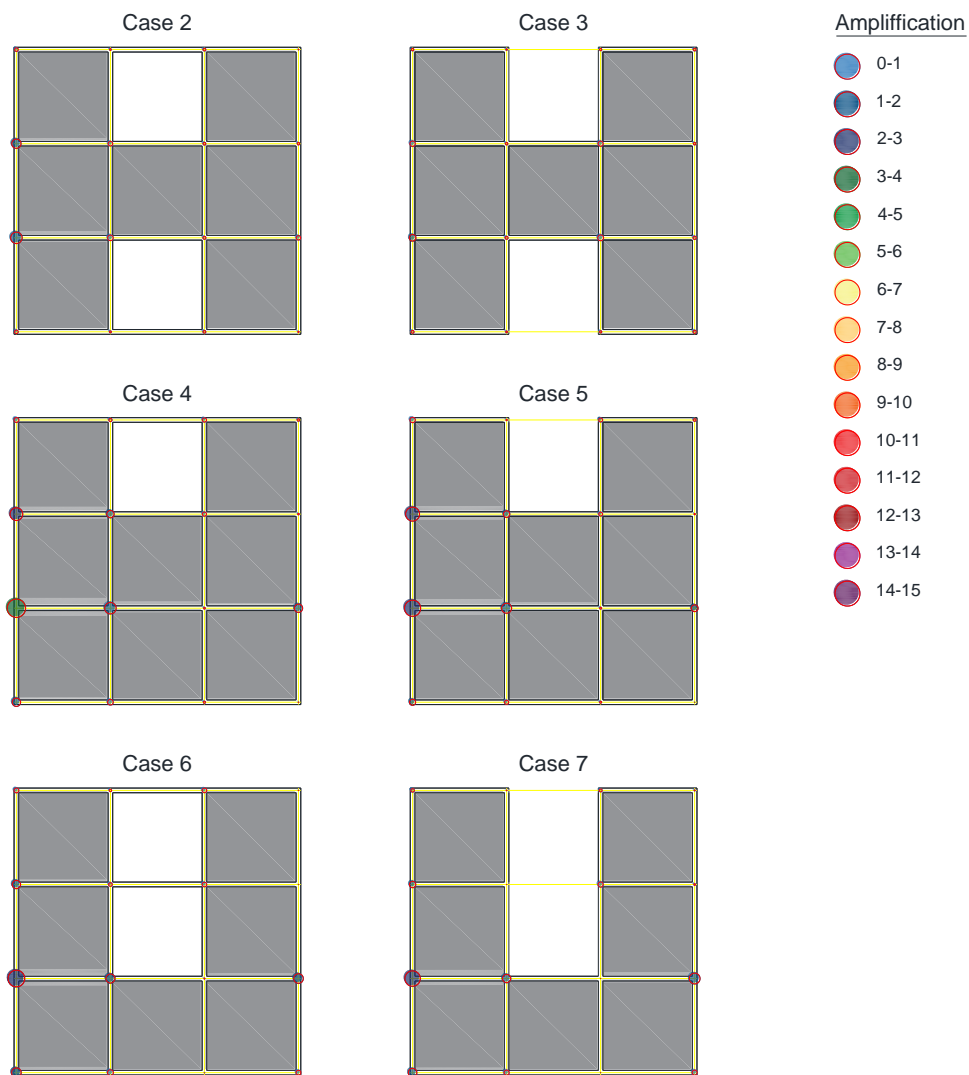 Case 2
Case 3
Ampliffication
0-1
1-2
2-3
3-4
4-5
5-6
6-7
7-8
8-9
9-10
10-11
11-12
12-13
13-14
14-15
Case 4
Case 5
Case 6
Case 7